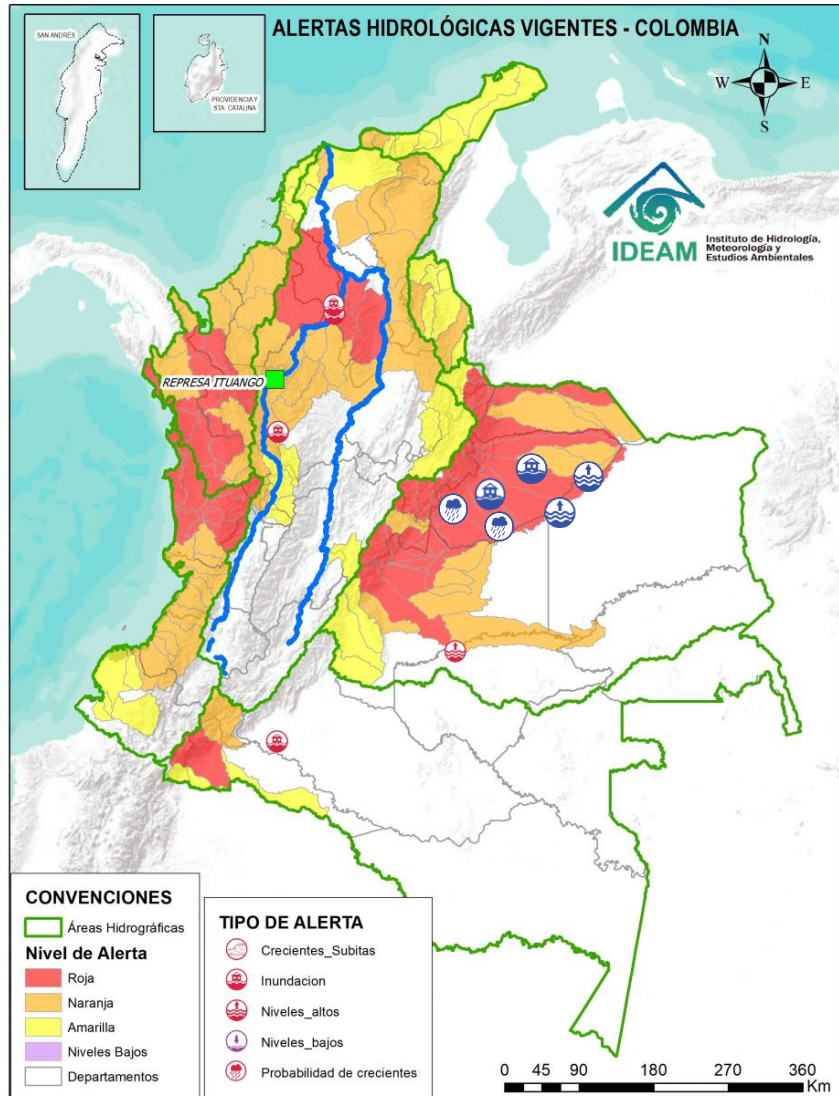 ALERTAS HIDROLÓGICAS VIGENTES - COLOMBIA
SAN ANDRÉS
PROVIDENCIA Y
STA. CATALINA
N
W
E
S
IDEAM
Instituto de Hidrología,
Meteorología y
Estudios Ambientales
REPRESA ITUANGO
CONVENCIONES
Áreas Hidrográficas
Nivel de Alerta
Roja
Naranja
Amarilla
Niveles Bajos
Departamentos
TIPO DE ALERTA
Crecientes_Subitas
Inundacion
Niveles_altos
Niveles_bajos
Probabilidad de crecientes
0 45 90 180 270 360
Km